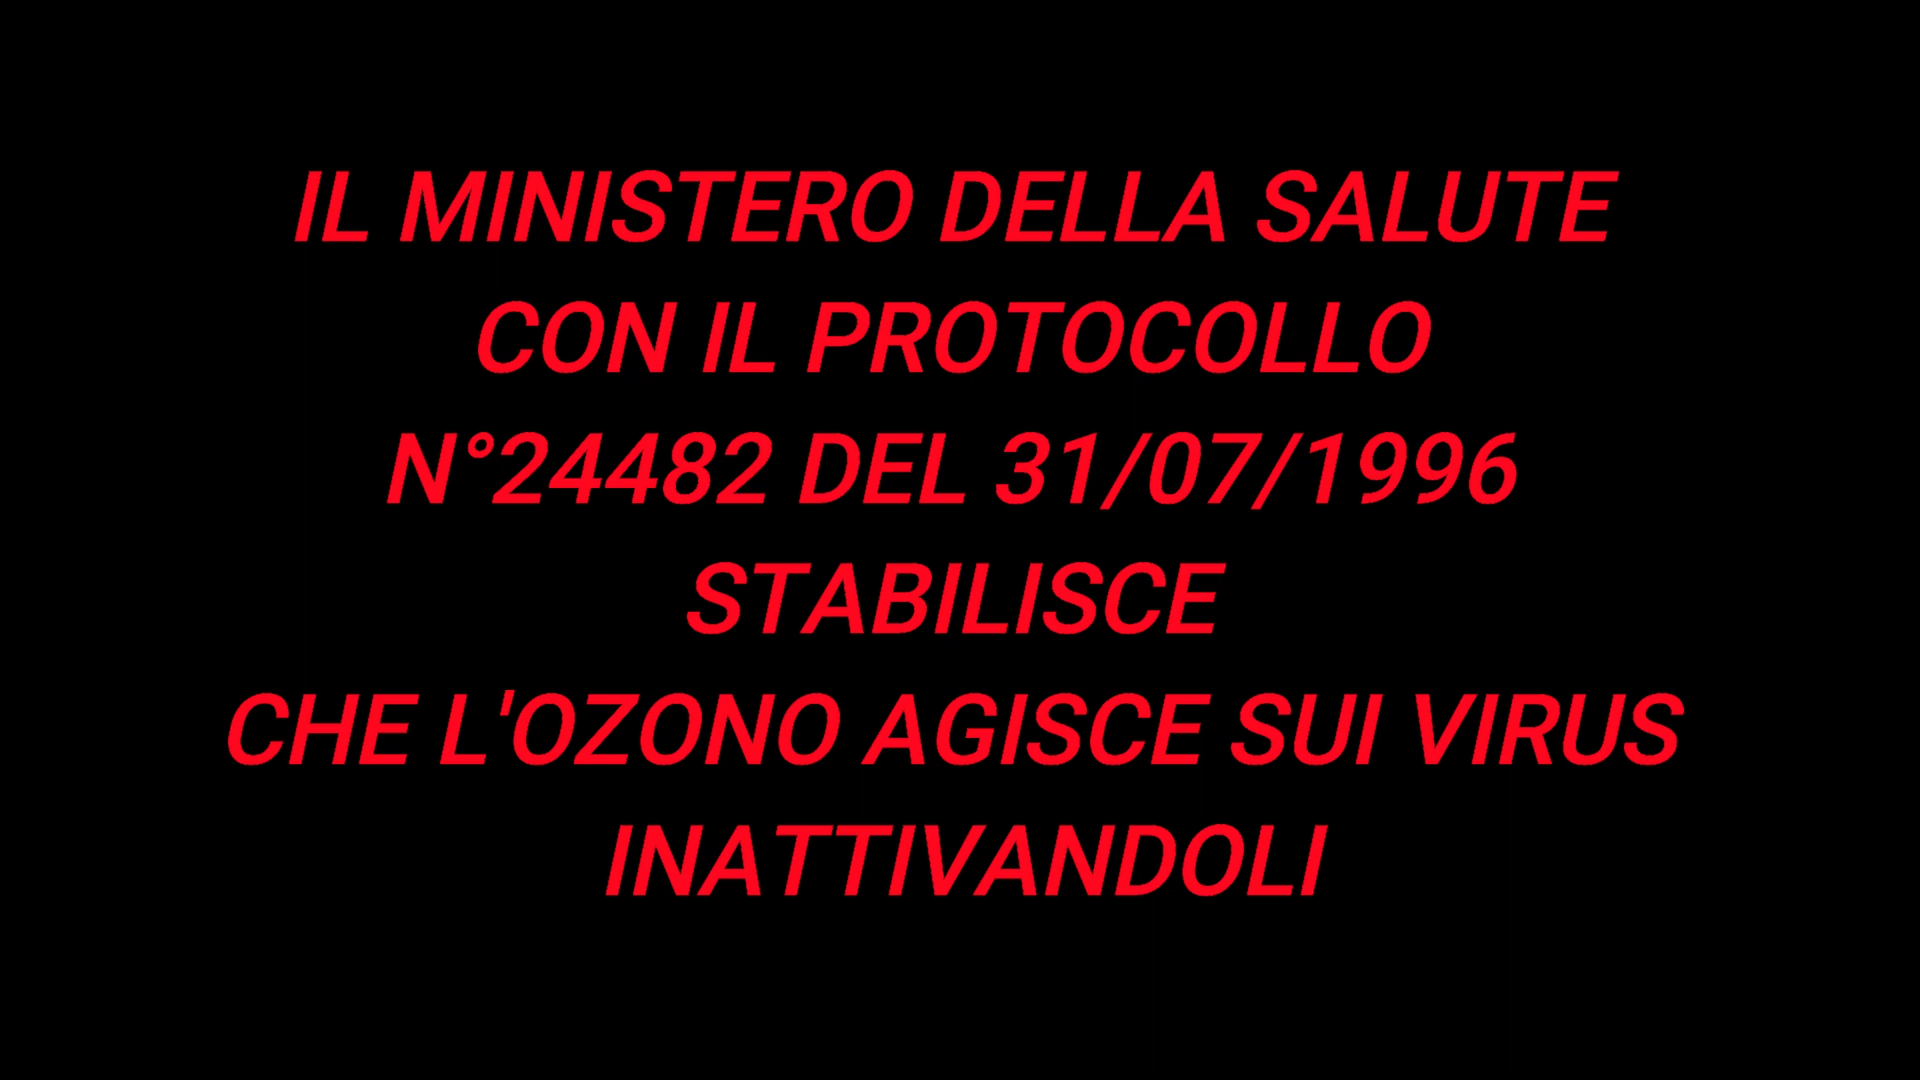 IL MINISTERO DELLA SALUTE
CON IL PROTOCOLLO
N°24482 DEL 31/07/1996
STABILISCE
CHE L'OZONO AGISCE SUI VIRUS
INATTIVANDOLI